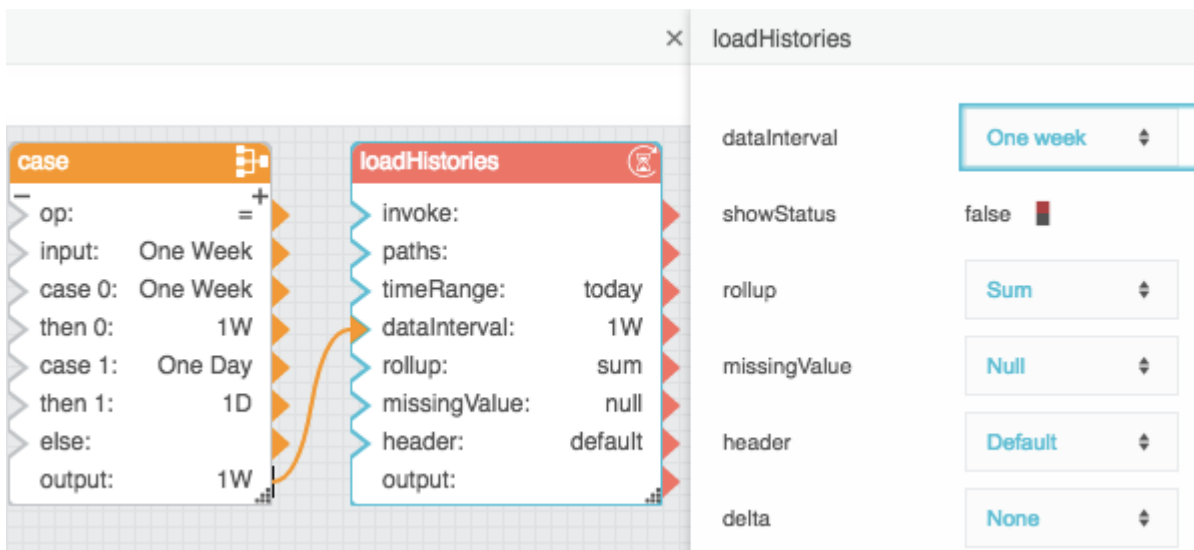 × loadHistories
case
− +
op: =
input: One Week
case 0: One Week
then 0: 1W
case 1: One Day
then 1: 1D
else:
output: 1W
loadHistories
invoke:
paths:
timeRange: today
dataInterval: 1W
rollup: sum
missingValue: null
header: default
output:
dataInterval One week
showStatus false
rollup Sum
missingValue Null
header Default
delta None